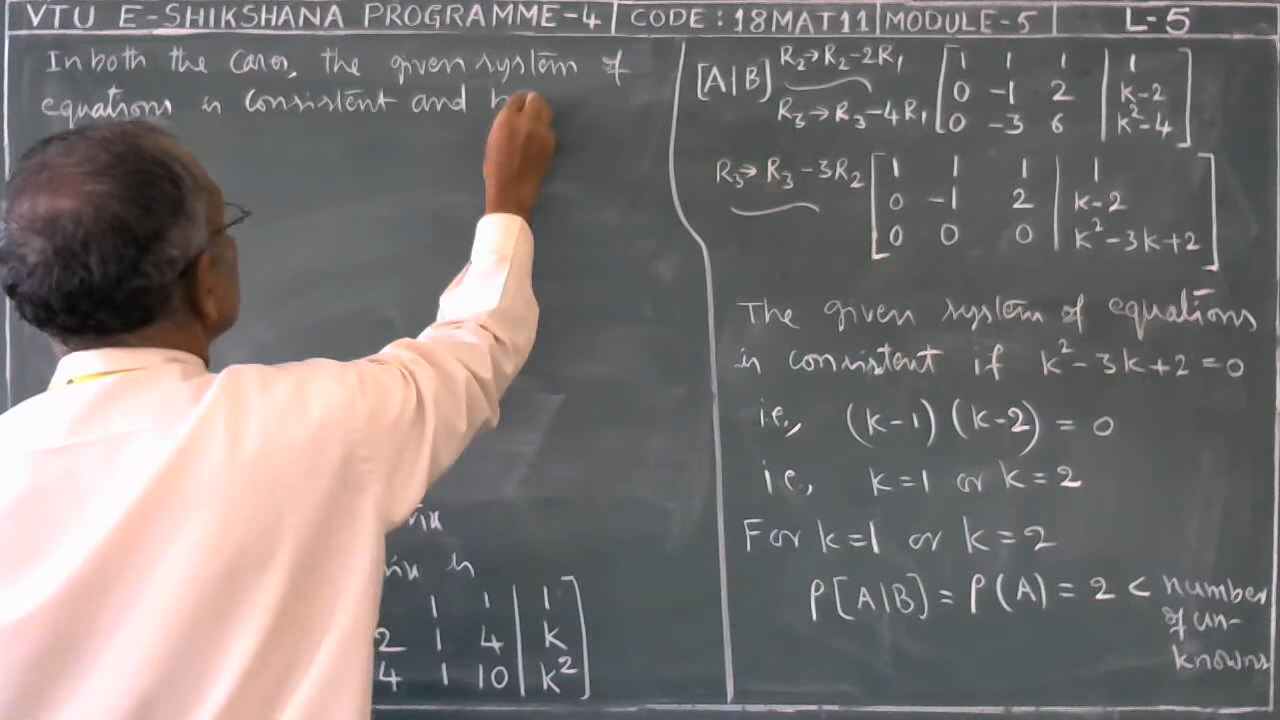 VTU E-SHIKSHANA PROGRAMME-4 | CODE: 18MAT11 | MODULE-5 | L-5
In both the cases, the given system of
equations is consistent and h
rix
rix is
1 1 | 1
2 1 4 | k
4 1 10 | k²]
[A|B] R₂→R₂-2R₁ [1 1 1 | 1
0 -1 2 | k-2
R₃→R₃-4R₁ 0 -3 6 | k²-4]
R₃→R₃-3R₂ [1 1 1 | 1
0 -1 2 | k-2
0 0 0 | k²-3k+2]
The given system of equations
is consistent if k²-3k+2=0
i.e., (k-1)(k-2) = 0
i.e., k=1 or k=2
For k=1 or k=2
ρ[A|B] = ρ(A) = 2 < number
of un-
knowns